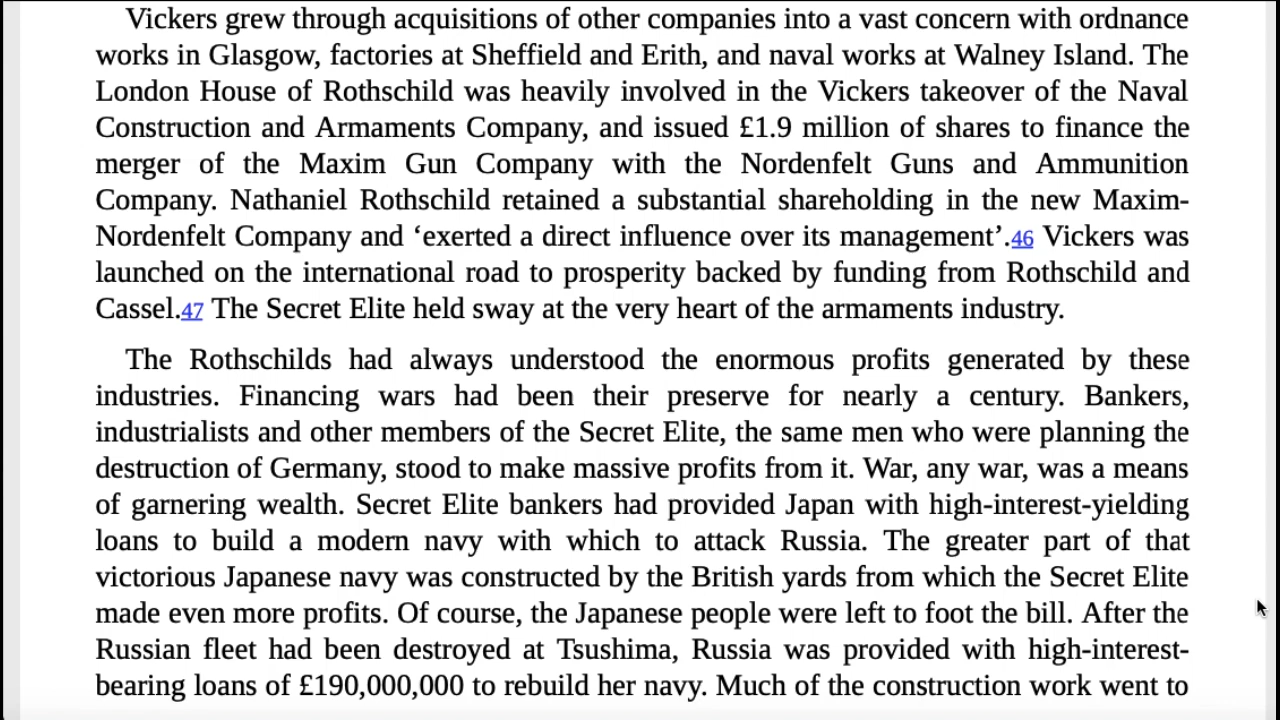 Vickers grew through acquisitions of other companies into a vast concern with ordnance
works in Glasgow, factories at Sheffield and Erith, and naval works at Walney Island. The
London House of Rothschild was heavily involved in the Vickers takeover of the Naval
Construction and Armaments Company, and issued £1.9 million of shares to finance the
merger of the Maxim Gun Company with the Nordenfelt Guns and Ammunition
Company. Nathaniel Rothschild retained a substantial shareholding in the new Maxim-
Nordenfelt Company and ‘exerted a direct influence over its management’.46 Vickers was
launched on the international road to prosperity backed by funding from Rothschild and
Cassel.47 The Secret Elite held sway at the very heart of the armaments industry.
The Rothschilds had always understood the enormous profits generated by these
industries. Financing wars had been their preserve for nearly a century. Bankers,
industrialists and other members of the Secret Elite, the same men who were planning the
destruction of Germany, stood to make massive profits from it. War, any war, was a means
of garnering wealth. Secret Elite bankers had provided Japan with high-interest-yielding
loans to build a modern navy with which to attack Russia. The greater part of that
victorious Japanese navy was constructed by the British yards from which the Secret Elite
made even more profits. Of course, the Japanese people were left to foot the bill. After the
Russian fleet had been destroyed at Tsushima, Russia was provided with high-interest-
bearing loans of £190,000,000 to rebuild her navy. Much of the construction work went to